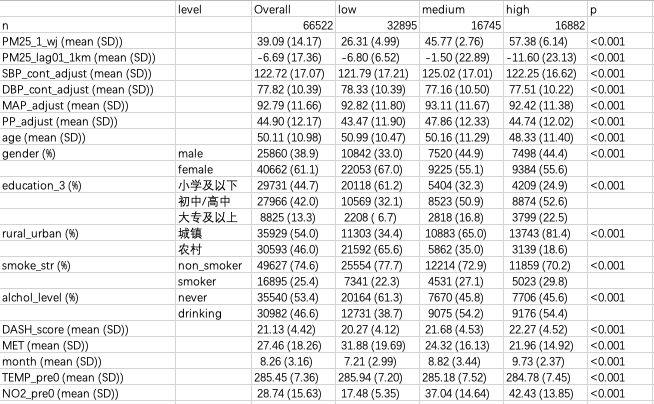 level Overall low medium high p
n 66522 32895 16745 16882
PM25_1_wj (mean (SD)) 39.09 (14.17) 26.31 (4.99) 45.77 (2.76) 57.38 (6.14) <0.001
PM25_lag01_1km (mean (SD)) -6.69 (17.36) -6.80 (6.52) -1.50 (22.89) -11.60 (23.13) <0.001
SBP_cont_adjust (mean (SD)) 122.72 (17.07) 121.79 (17.21) 125.02 (17.01) 122.25 (16.62) <0.001
DBP_cont_adjust (mean (SD)) 77.82 (10.39) 78.33 (10.39) 77.16 (10.50) 77.51 (10.22) <0.001
MAP_adjust (mean (SD)) 92.79 (11.66) 92.82 (11.80) 93.11 (11.67) 92.42 (11.38) <0.001
PP_adjust (mean (SD)) 44.90 (12.17) 43.47 (11.90) 47.86 (12.33) 44.74 (12.02) <0.001
age (mean (SD)) 50.11 (10.98) 50.99 (10.47) 50.16 (11.29) 48.33 (11.40) <0.001
gender (%) male 25860 (38.9) 10842 (33.0) 7520 (44.9) 7498 (44.4) <0.001
female 40662 (61.1) 22053 (67.0) 9225 (55.1) 9384 (55.6)
education_3 (%) 小学及以下 29731 (44.7) 20118 (61.2) 5404 (32.3) 4209 (24.9) <0.001
初中/高中 27966 (42.0) 10569 (32.1) 8523 (50.9) 8874 (52.6)
大专及以上 8825 (13.3) 2208 ( 6.7) 2818 (16.8) 3799 (22.5)
rural_urban (%) 城镇 35929 (54.0) 11303 (34.4) 10883 (65.0) 13743 (81.4) <0.001
农村 30593 (46.0) 21592 (65.6) 5862 (35.0) 3139 (18.6)
smoke_str (%) non_smoker 49627 (74.6) 25554 (77.7) 12214 (72.9) 11859 (70.2) <0.001
smoker 16895 (25.4) 7341 (22.3) 4531 (27.1) 5023 (29.8)
alchol_level (%) never 35540 (53.4) 20164 (61.3) 7670 (45.8) 7706 (45.6) <0.001
drinking 30982 (46.6) 12731 (38.7) 9075 (54.2) 9176 (54.4)
DASH_score (mean (SD)) 21.13 (4.42) 20.27 (4.12) 21.68 (4.53) 22.27 (4.52) <0.001
MET (mean (SD)) 27.46 (18.26) 31.88 (19.69) 24.32 (16.13) 21.96 (14.92) <0.001
month (mean (SD)) 8.26 (3.16) 7.21 (2.99) 8.82 (3.44) 9.73 (2.37) <0.001
TEMP_pre0 (mean (SD)) 285.45 (7.36) 285.94 (7.20) 285.18 (7.52) 284.78 (7.45) <0.001
NO2_pre0 (mean (SD)) 28.74 (15.63) 17.48 (5.35) 37.04 (14.64) 42.43 (13.85) <0.001